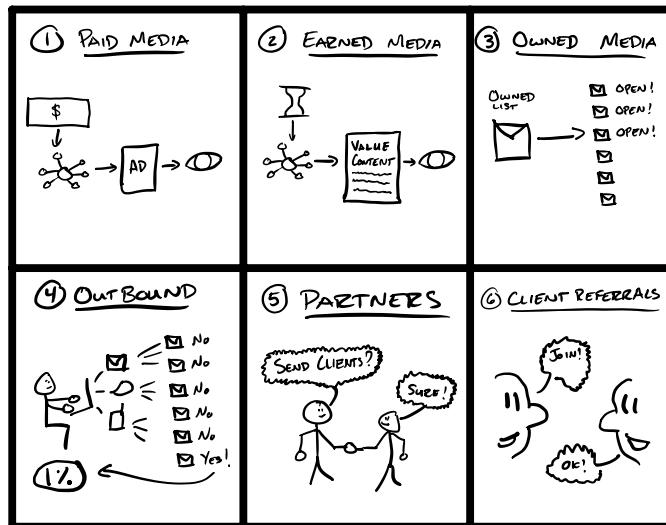 ① PAID MEDIA
$
AD
② EARNED MEDIA
VALUE
CONTENT
③ OWNED MEDIA
OWNED
LIST
OPEN!
OPEN!
OPEN!
④ OUTBOUND
NO
NO
NO
NO
NO
YES!
1%
⑤ PARTNERS
SEND CLIENTS?
SURE!
⑥ CLIENT REFERRALS
JOIN!
OK!